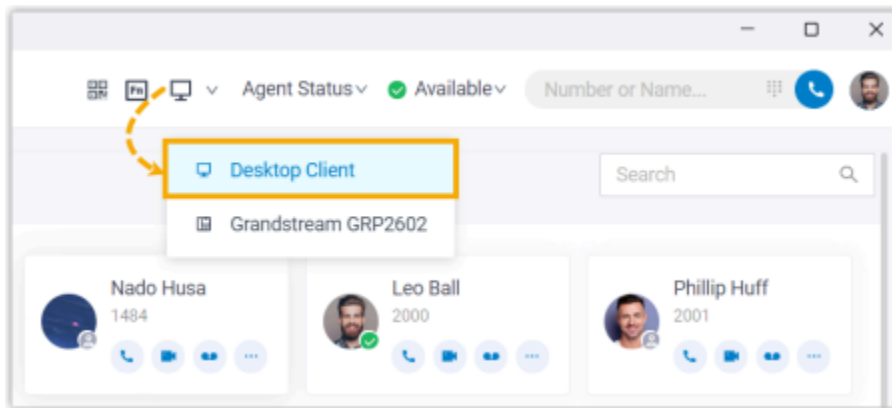 Fn Agent Status Available Number or Name...
Desktop Client
Search
Grandstream GRP2602
Nado Husa
1484
Leo Ball
2000
Phillip Huff
2001